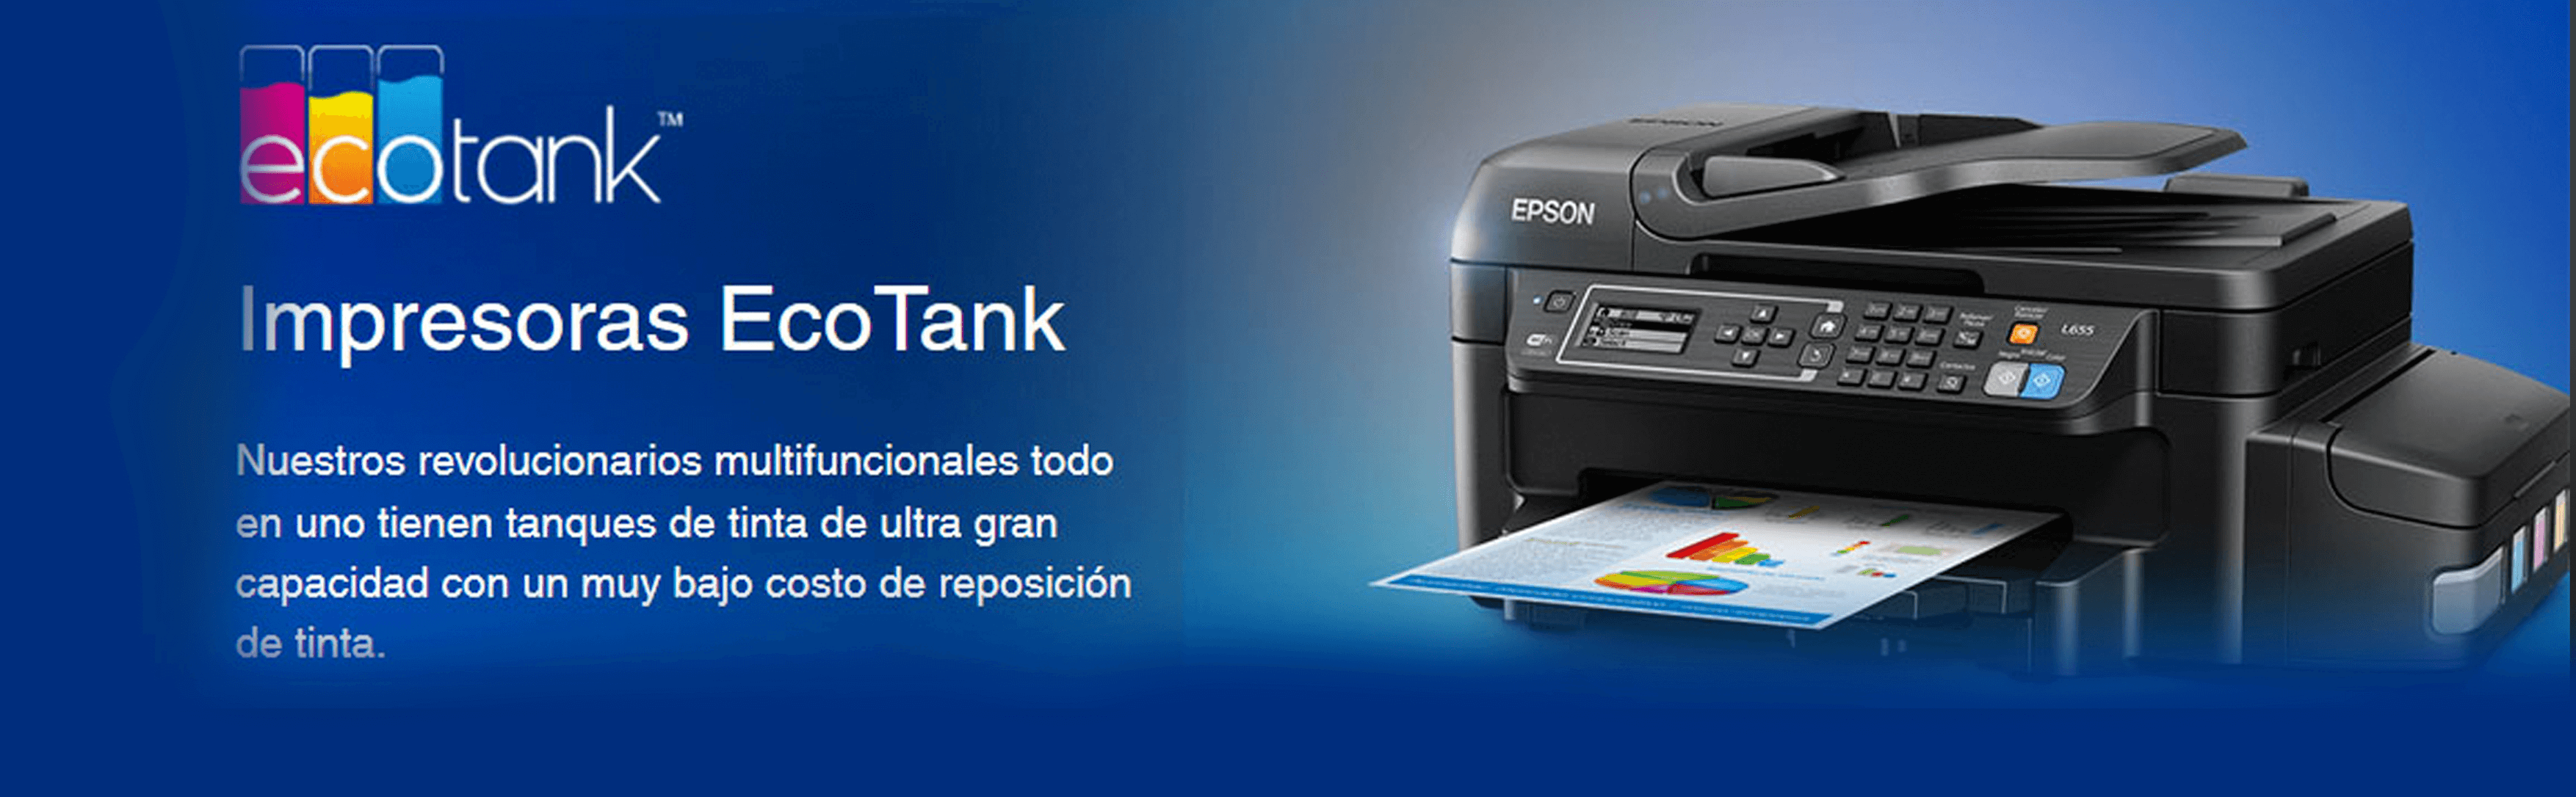 ecotank™
Impresoras EcoTank
Nuestros revolucionarios multifuncionales todo
en uno tienen tanques de tinta de ultra gran
capacidad con un muy bajo costo de reposición
de tinta.
EPSON
L655